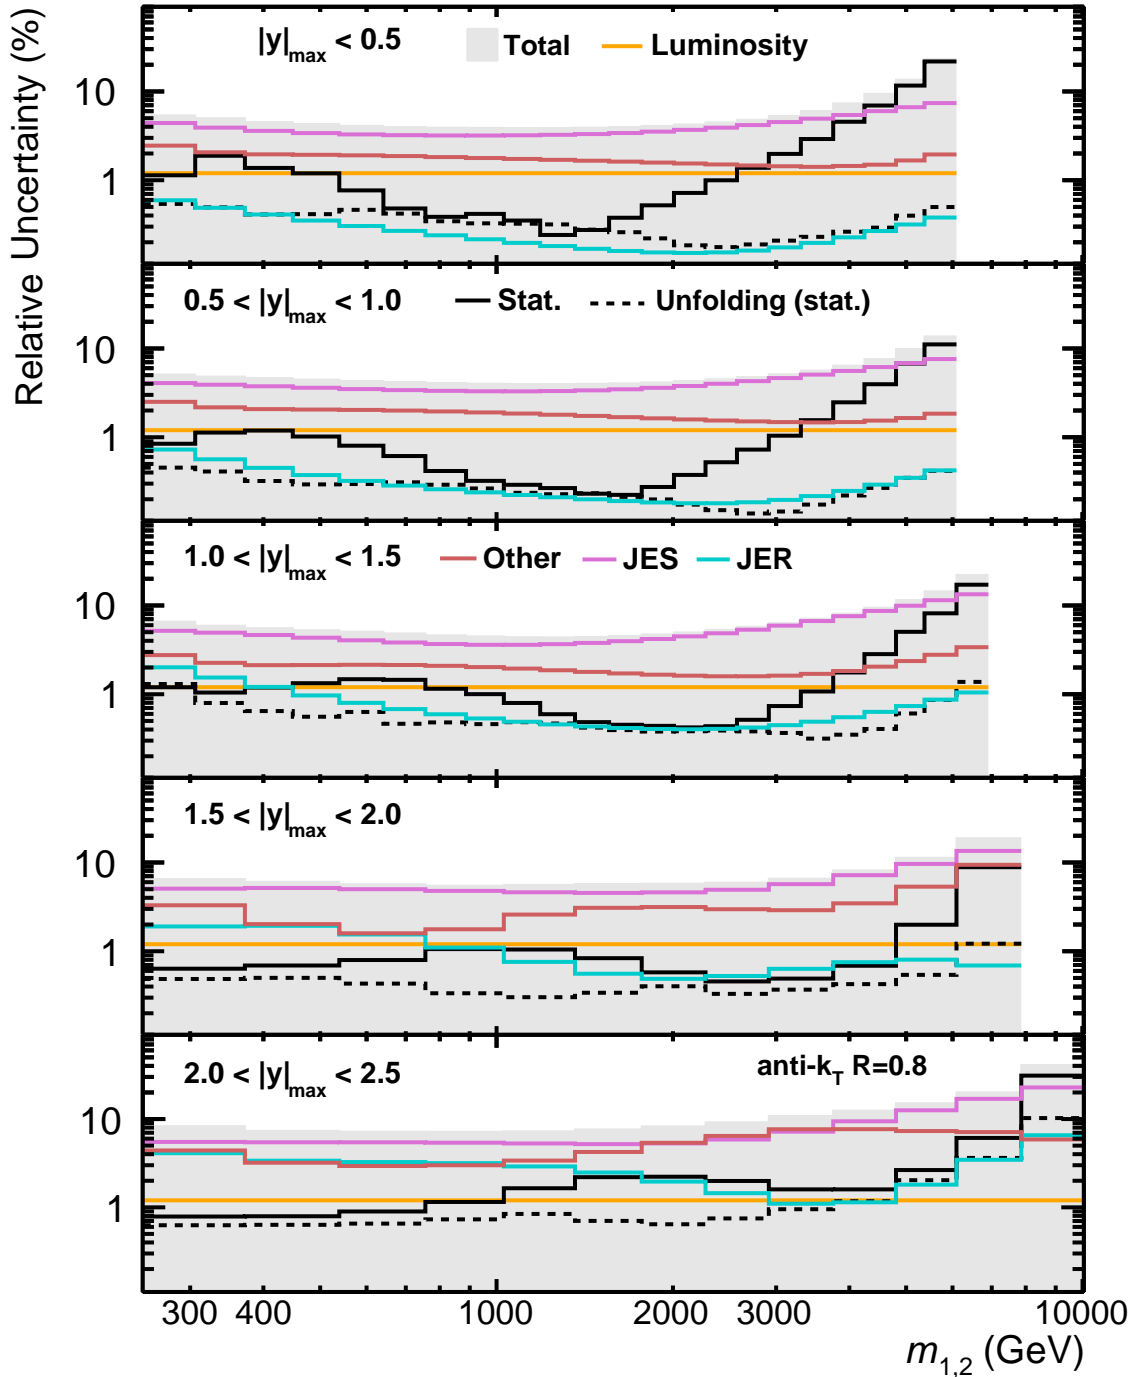 Relative Uncertainty (%)
|y|max < 0.5 Total Luminosity
10
1
0.5 < |y|max < 1.0 Stat. Unfolding (stat.)
10
1
1.0 < |y|max < 1.5 Other JES JER
10
1
1.5 < |y|max < 2.0
10
1
2.0 < |y|max < 2.5 anti-kT R=0.8
10
1
300 400 1000 2000 3000 10000
m1,2 (GeV)